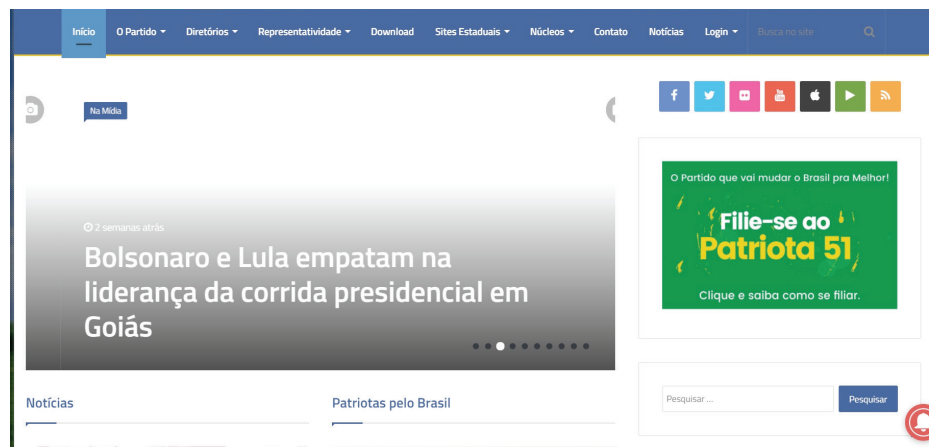 Início O Partido Diretórios Representatividade Download Sites Estaduais Núcleos Contato Notícias Login Busca no site
Na Mídia
2 semanas atrás
Bolsonaro e Lula empatam na
liderança da corrida presidencial em
Goiás
O Partido que vai mudar o Brasil pra Melhor!
Filie-se ao
Patriota 51
Clique e saiba como se filiar.
Notícias
Patriotas pelo Brasil
Pesquisar ... Pesquisar